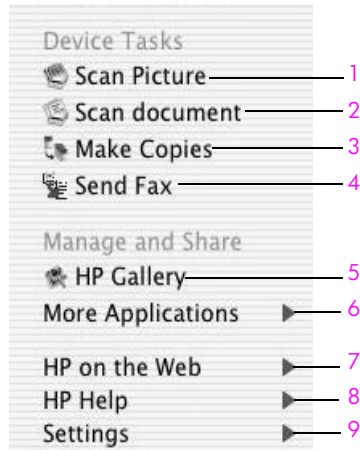 Device Tasks
Scan Picture 1
Scan document 2
Make Copies 3
Send Fax 4
Manage and Share
HP Gallery 5
More Applications 6
HP on the Web 7
HP Help 8
Settings 9